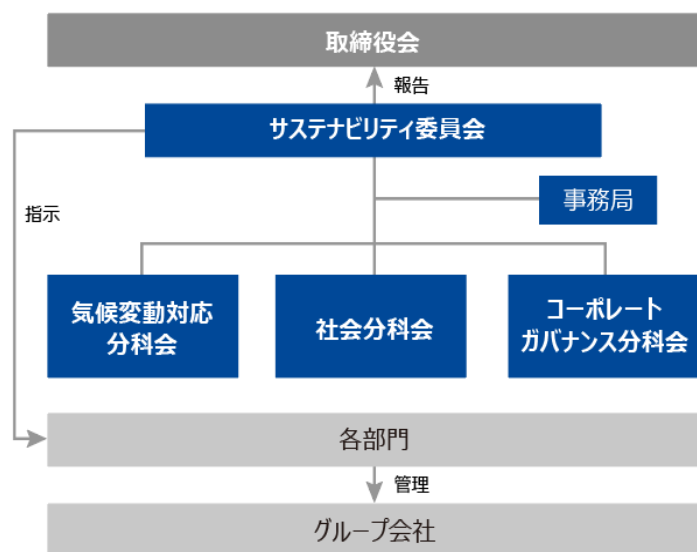 取締役会
報告
サステナビリティ委員会
指示
事務局
気候変動対応
分科会
社会分科会
コーポレート
ガバナンス分科会
各部門
管理
グループ会社